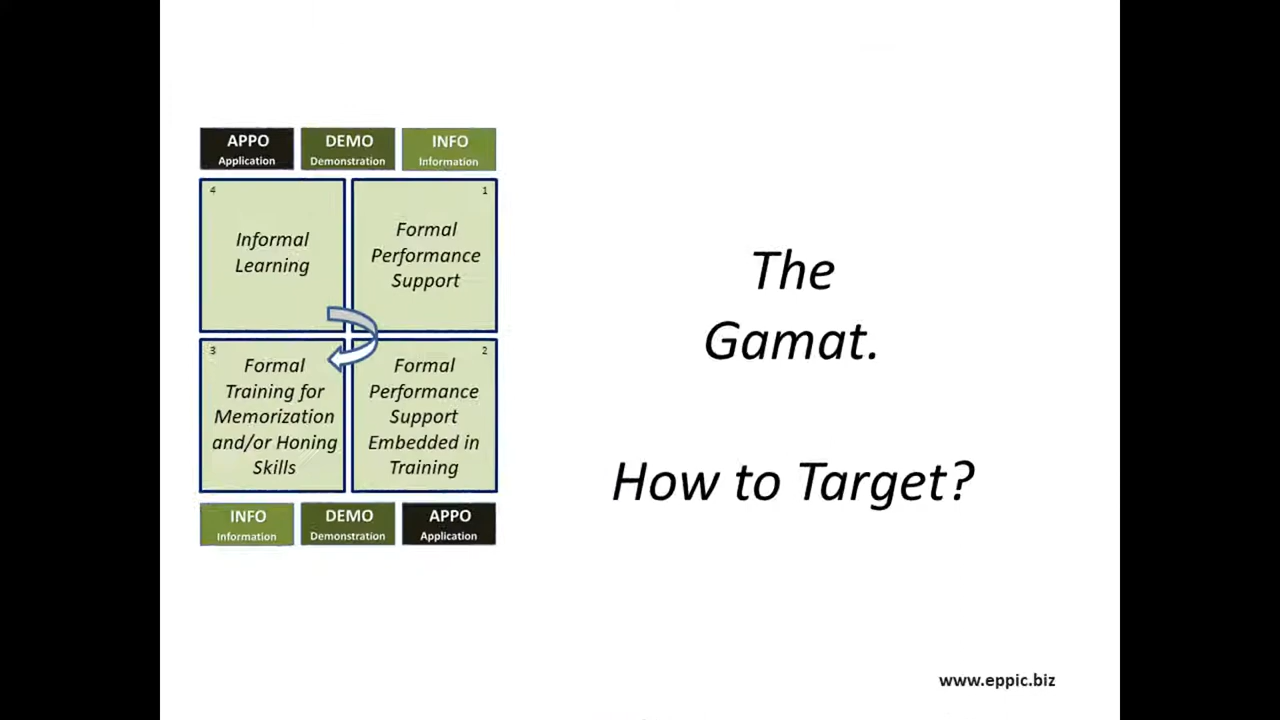 APPO
Application
DEMO
Demonstration
INFO
Information
4
Informal
Learning
1
Formal
Performance
Support
3
Formal
Training for
Memorization
and/or Honing
Skills
2
Formal
Performance
Support
Embedded in
Training
INFO
Information
DEMO
Demonstration
APPO
Application
The
Gamat.
How to Target?
www.eppic.biz